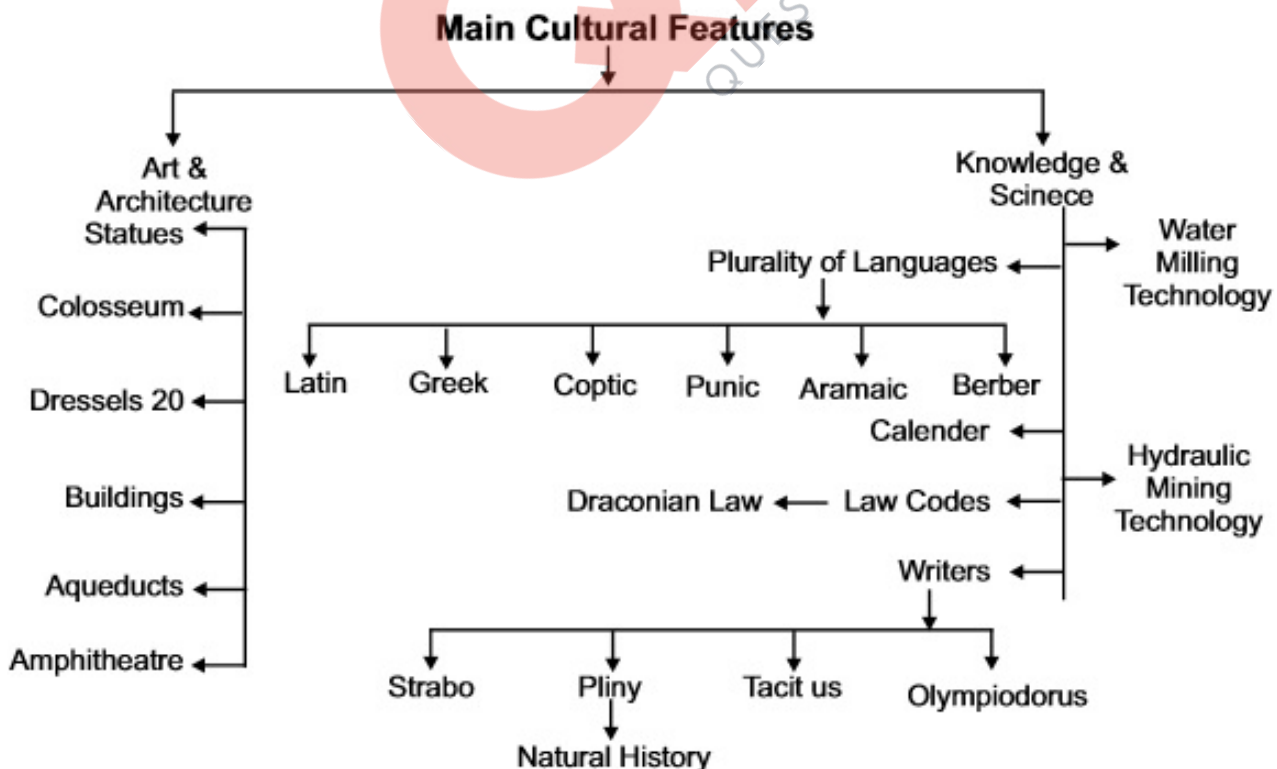 Main Cultural Features
QUES
Art &
Architecture
Statues
Colosseum
Dressels 20
Buildings
Aqueducts
Amphitheatre
Knowledge &
Scinece
Water
Milling
Technology
Plurality of Languages
Latin
Greek
Coptic
Punic
Aramaic
Berber
Calender
Hydraulic
Mining
Technology
Draconian Law
Law Codes
Writers
Strabo
Pliny
Tacit us
Olympiodorus
Natural History